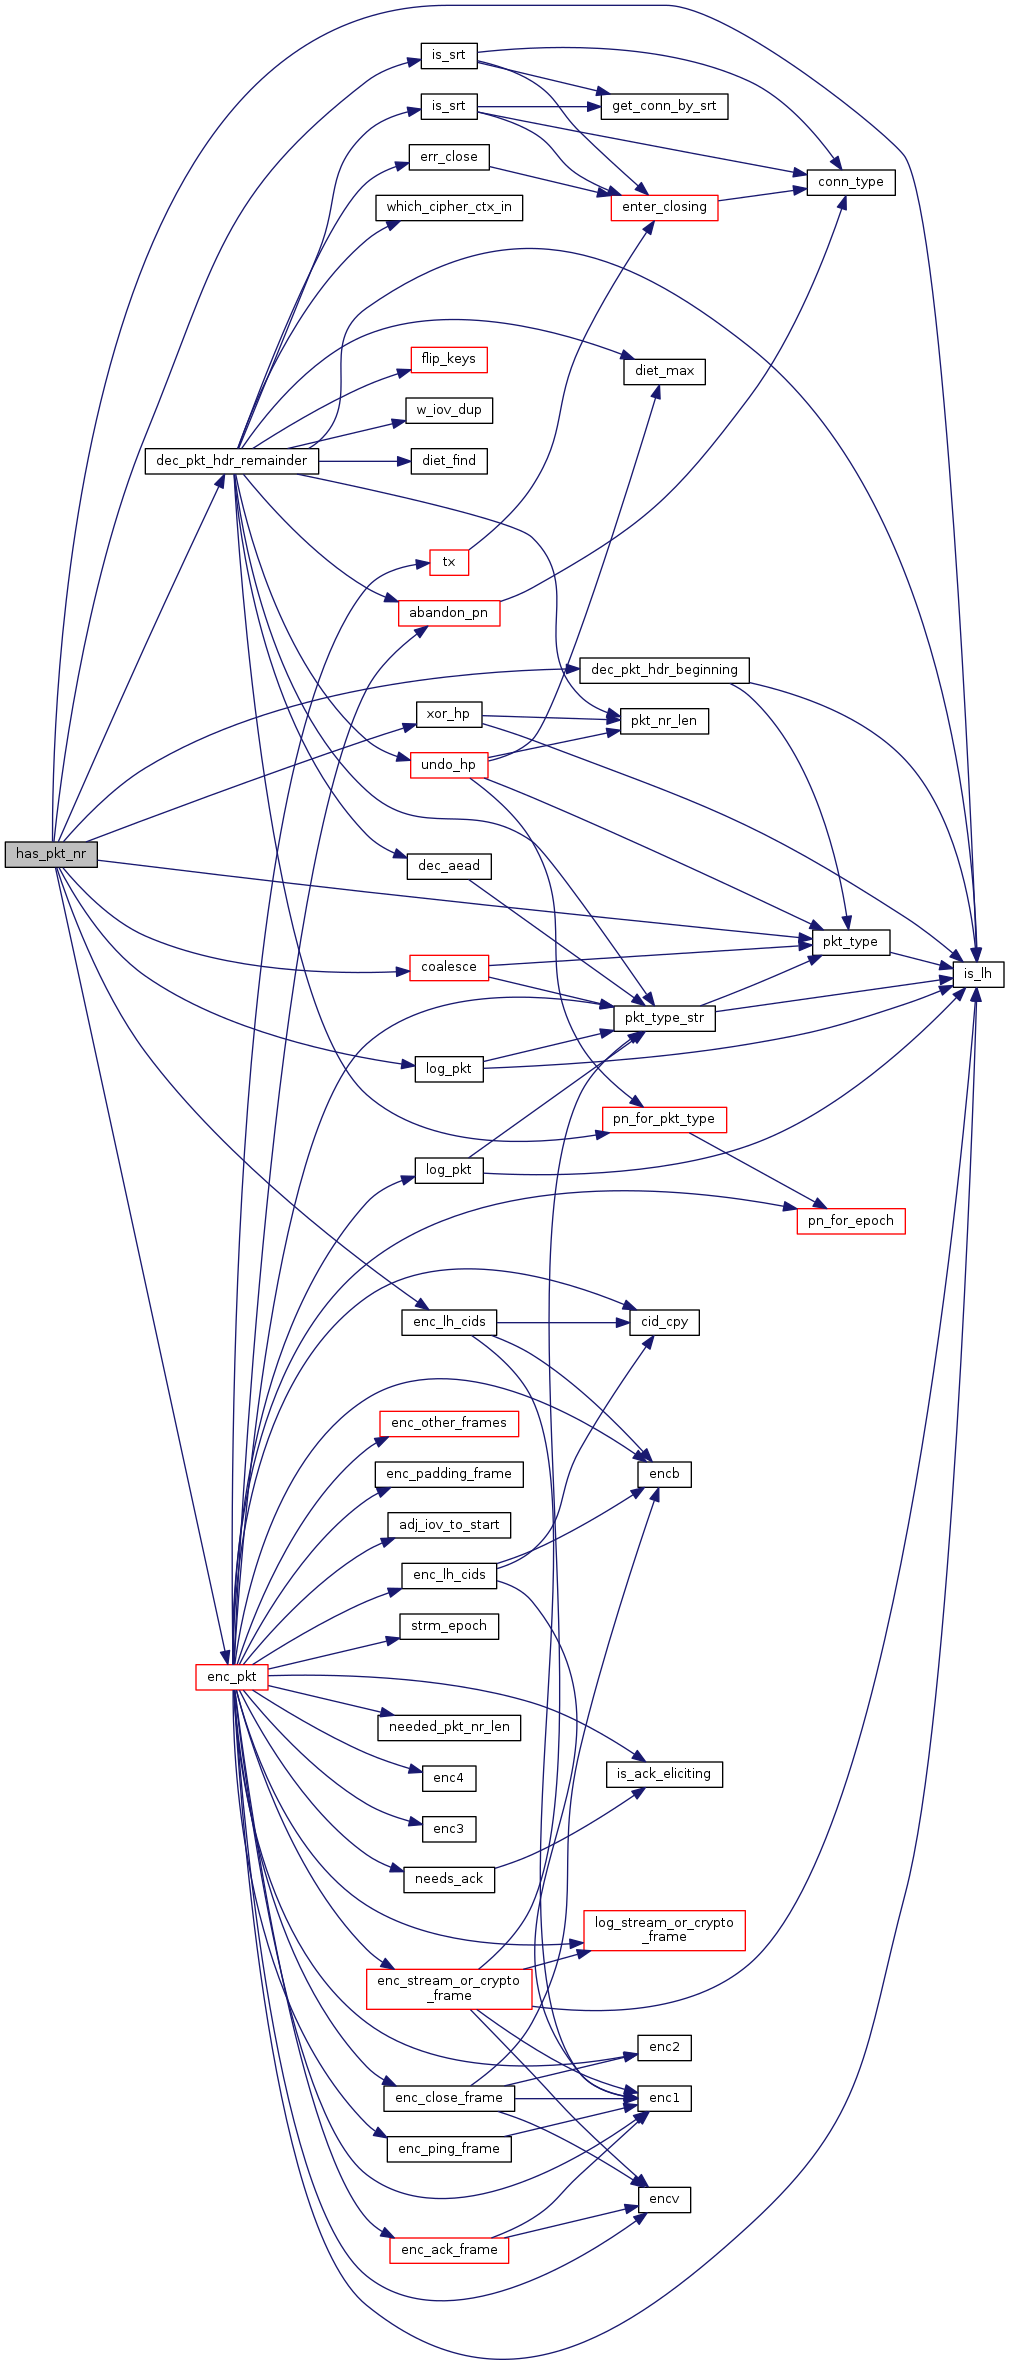 is_srt
is_srt
get_conn_by_srt
err_close
conn_type
which_cipher_ctx_in
enter_closing
flip_keys
diet_max
w_iov_dup
dec_pkt_hdr_remainder
diet_find
tx
abandon_pn
dec_pkt_hdr_beginning
xor_hp
pkt_nr_len
undo_hp
has_pkt_nr
dec_aead
pkt_type
coalesce
is_lh
pkt_type_str
log_pkt
pn_for_pkt_type
log_pkt
pn_for_epoch
enc_lh_cids
cid_cpy
enc_other_frames
enc_padding_frame
encb
adj_iov_to_start
enc_lh_cids
strm_epoch
enc_pkt
needed_pkt_nr_len
enc4
is_ack_eliciting
enc3
needs_ack
log_stream_or_crypto
_frame
enc_stream_or_crypto
_frame
enc2
enc_close_frame
enc1
enc_ping_frame
encv
enc_ack_frame